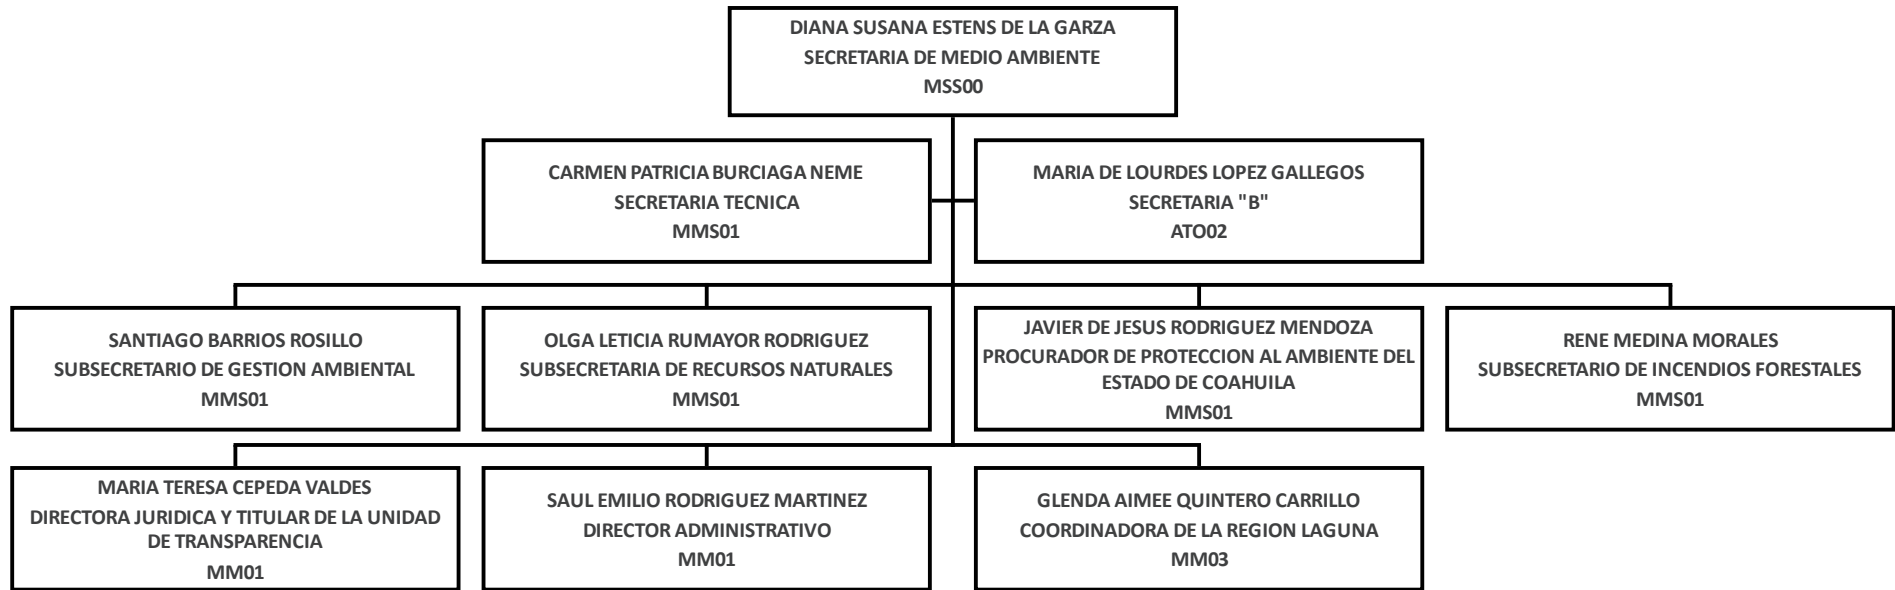 DIANA SUSANA ESTENS DE LA GARZA
SECRETARIA DE MEDIO AMBIENTE
MSS00
CARMEN PATRICIA BURCIAGA NEME
SECRETARIA TECNICA
MMS01
MARIA DE LOURDES LOPEZ GALLEGOS
SECRETARIA "B"
ATO02
SANTIAGO BARRIOS ROSILLO
SUBSECRETARIO DE GESTION AMBIENTAL
MMS01
OLGA LETICIA RUMAYOR RODRIGUEZ
SUBSECRETARIA DE RECURSOS NATURALES
MMS01
JAVIER DE JESUS RODRIGUEZ MENDOZA
PROCURADOR DE PROTECCION AL AMBIENTE DEL
ESTADO DE COAHUILA
MMS01
RENE MEDINA MORALES
SUBSECRETARIO DE INCENDIOS FORESTALES
MMS01
MARIA TERESA CEPEDA VALDES
DIRECTORA JURIDICA Y TITULAR DE LA UNIDAD
DE TRANSPARENCIA
MM01
SAUL EMILIO RODRIGUEZ MARTINEZ
DIRECTOR ADMINISTRATIVO
MM01
GLENDA AIMEE QUINTERO CARRILLO
COORDINADORA DE LA REGION LAGUNA
MM03